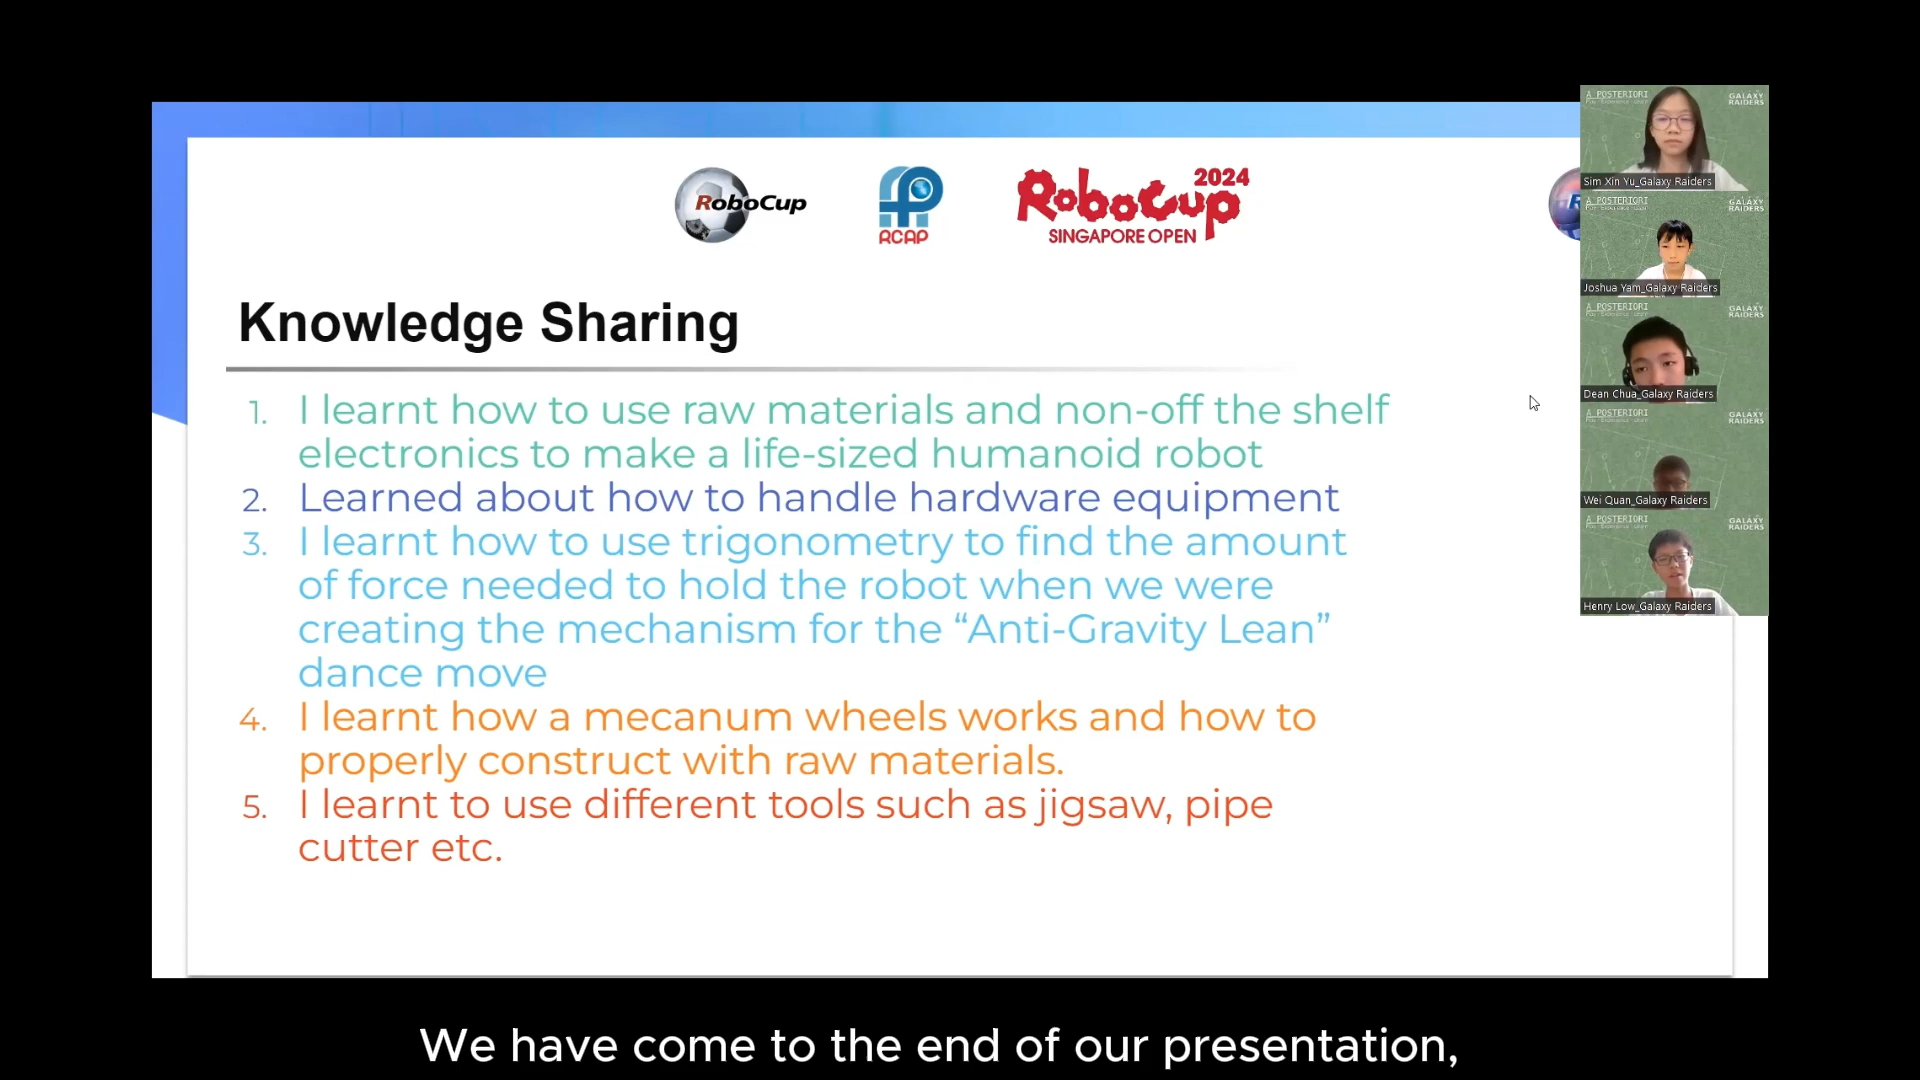 RoboCup
RCAP
2024
RoboCup
SINGAPORE OPEN
Knowledge Sharing
1. I learnt how to use raw materials and non-off the shelf
electronics to make a life-sized humanoid robot
2. Learned about how to handle hardware equipment
3. I learnt how to use trigonometry to find the amount
of force needed to hold the robot when we were
creating the mechanism for the “Anti-Gravity Lean”
dance move
4. I learnt how a mecanum wheels works and how to
properly construct with raw materials.
5. I learnt to use different tools such as jigsaw, pipe
cutter etc.
A POSTERIORI
GALAXY
RAIDERS
Sim Xin Yu_Galaxy Raiders
A POSTERIORI
GALAXY
RAIDERS
Joshua Yam_Galaxy Raiders
A POSTERIORI
GALAXY
RAIDERS
Dean Chua_Galaxy Raiders
A POSTERIORI
GALAXY
RAIDERS
Wei Quan_Galaxy Raiders
A POSTERIORI
GALAXY
RAIDERS
Henry Low_Galaxy Raiders
We have come to the end of our presentation,